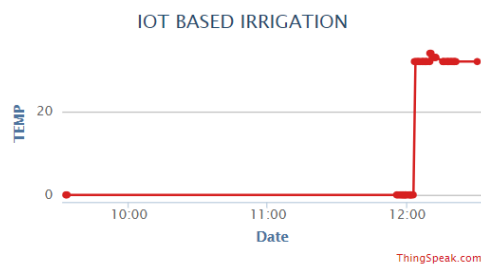 IOT BASED IRRIGATION
TEMP
20
0
10:00 11:00 12:00
Date
ThingSpeak.com